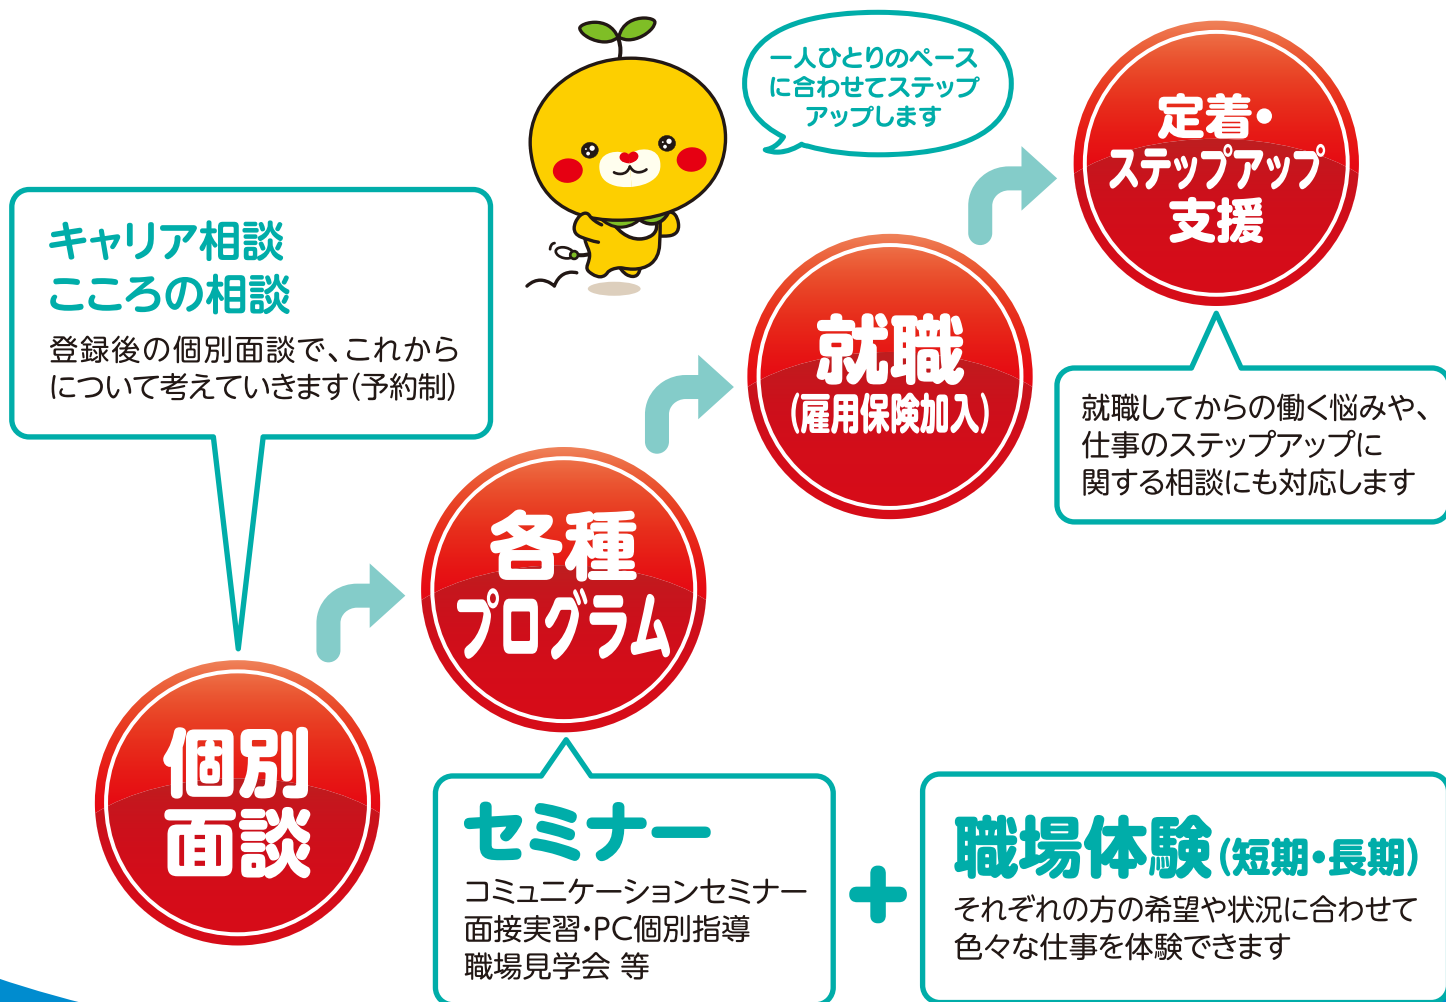 一人ひとりのペース
に合わせてステップ
アップします
定着・
ステップアップ
支援
就職してからの働く悩みや、
仕事のステップアップに
関する相談にも対応します
就職
(雇用保険加入)
キャリア相談
こころの相談
登録後の個別面談で、これから
について考えていきます(予約制)
各種
プログラム
個別
面談
セミナー
コミュニケーションセミナー
面接実習・PC個別指導
職場見学会 等
+
職場体験(短期・長期)
それぞれの方の希望や状況に合わせて
色々な仕事を体験できます